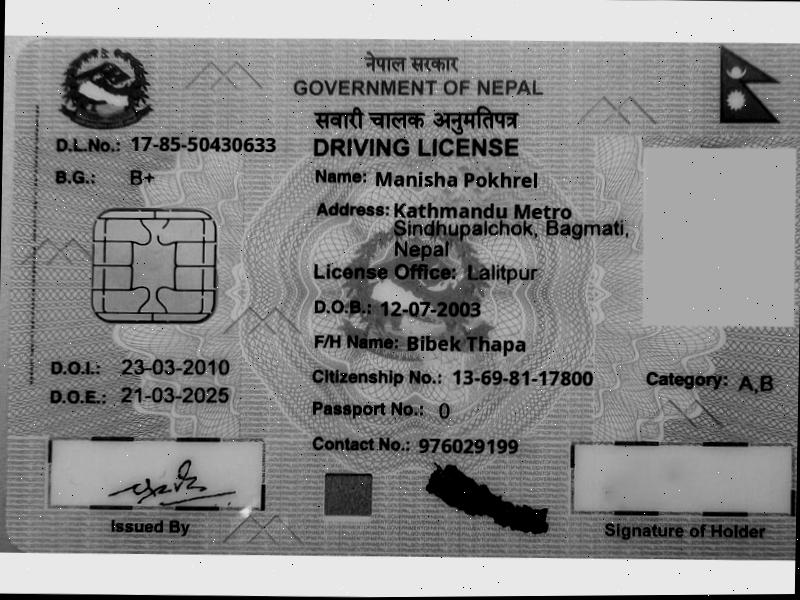 नेपाल सरकार
GOVERNMENT OF NEPAL
सवारी चालक अनुमतिपत्र
DRIVING LICENSE
D.L.No.: 17-85-50430633
B.G.: B+
Name: Manisha Pokhrel
Address: Kathmandu Metro
Sindhupalchok, Bagmati,
Nepal
License Office: Lalitpur
D.O.B.: 12-07-2003
F/H Name: Bibek Thapa
D.O.I.: 23-03-2010
Citizenship No.: 13-69-81-17800
Category: A,B
D.O.E.: 21-03-2025
Passport No.: 0
Contact No.: 976029199
Issued By
Signature of Holder